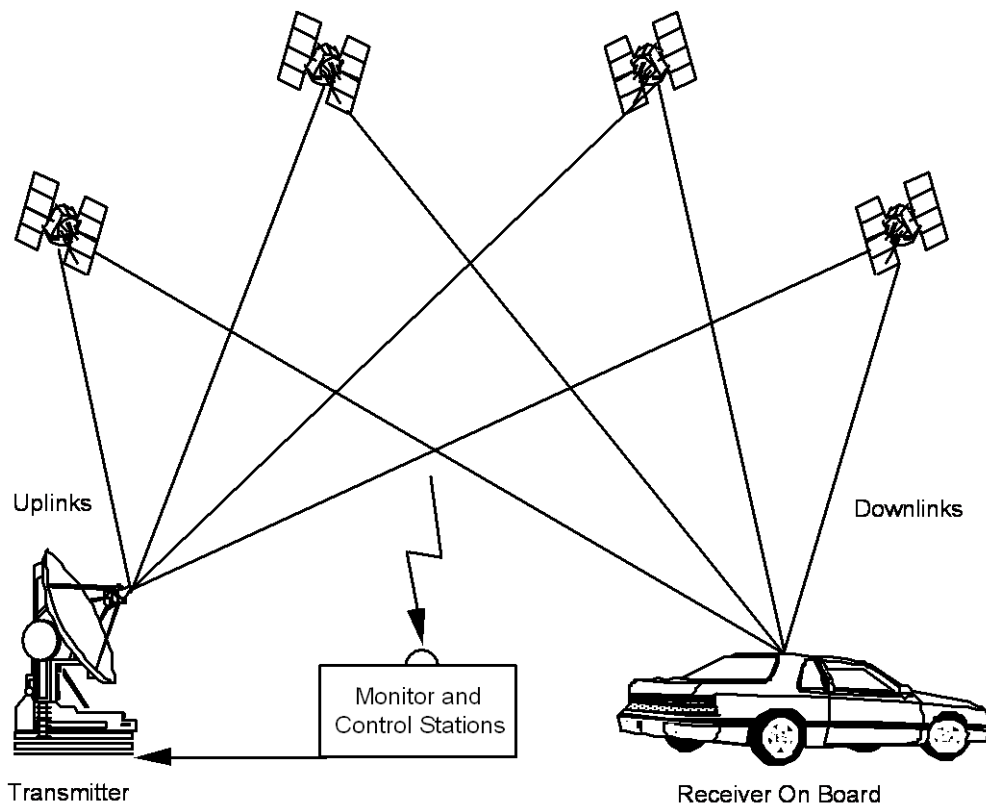 Uplinks
Downlinks
Monitor and
Control Stations
Transmitter
Receiver On Board